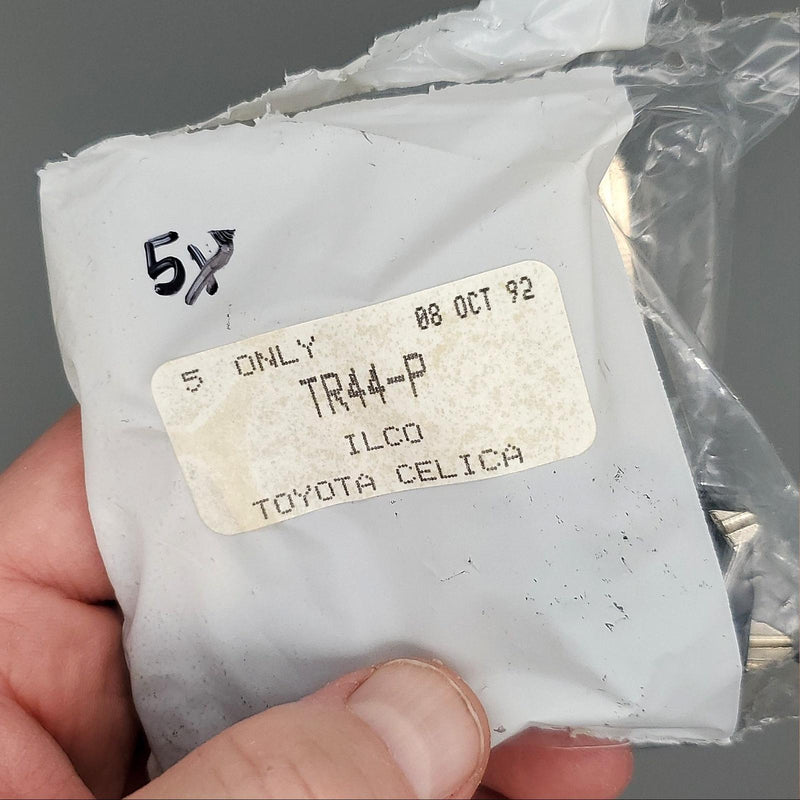 5X
08 OCT 92
5 ONLY
TR44-P
ILCO
TOYOTA CELICA